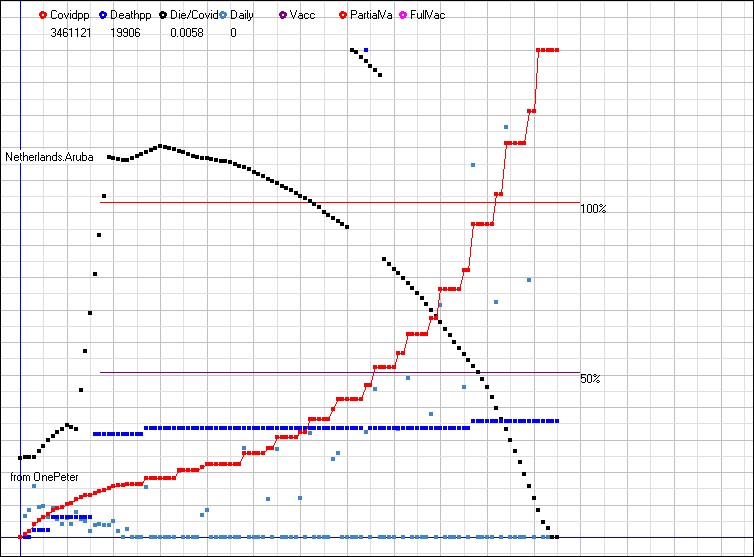 Covidpp Deathpp Die/Covid Daily Vacc PartialVa FullVac
3461121 19906 0.0058 0
Netherlands.Aruba
100%
50%
from OnePeter